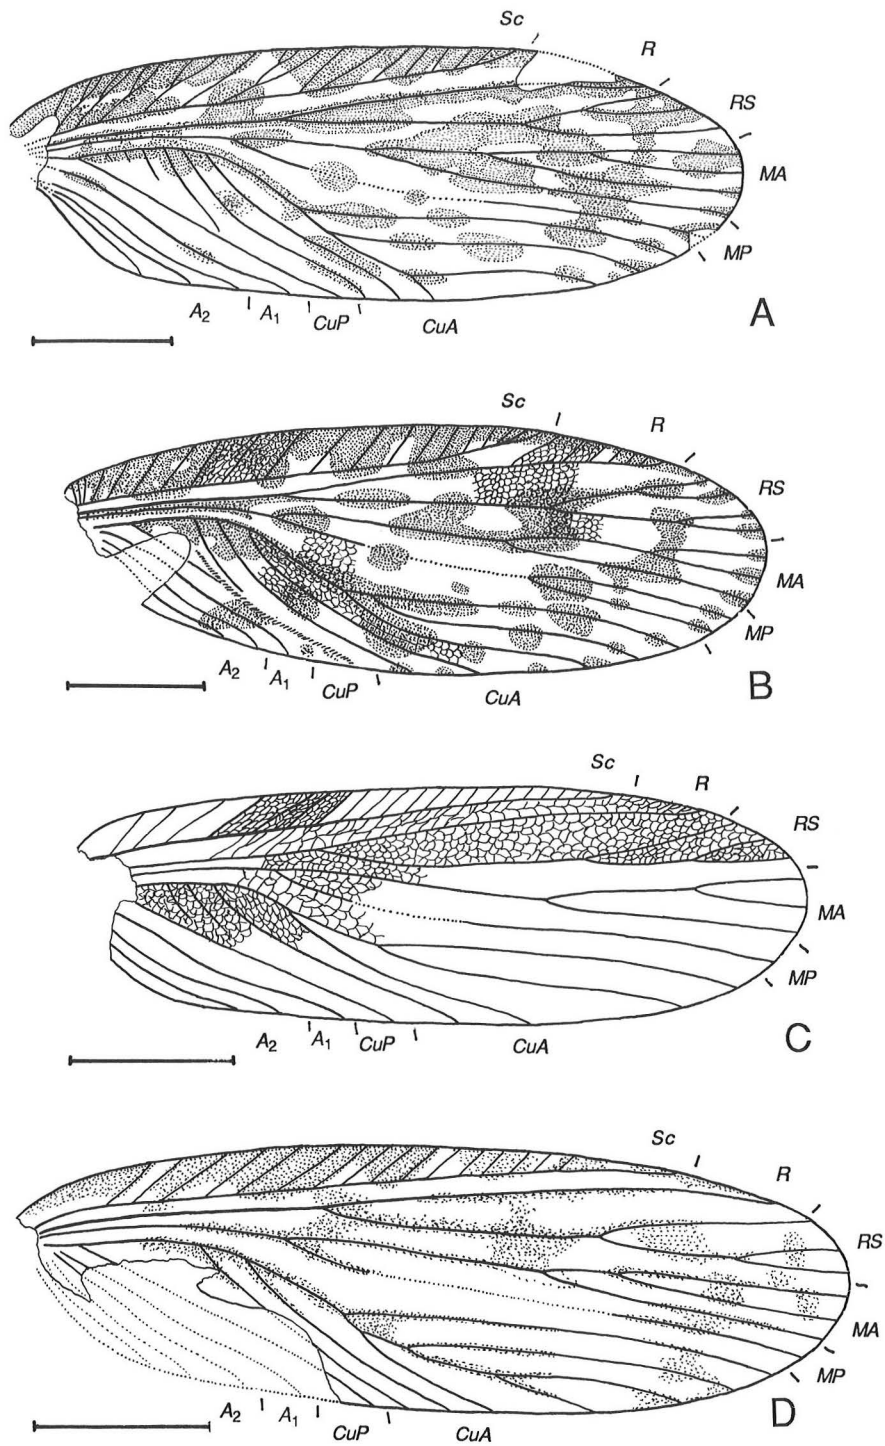 Sc
R
RS
MA
MP
A₂ A₁ CuP CuA
A
Sc
R
RS
MA
MP
A₂ A₁ CuP CuA
B
Sc
R
RS
MA
MP
A₂ A₁ CuP CuA
C
Sc
R
RS
MA
MP
A₂ A₁ CuP CuA
D